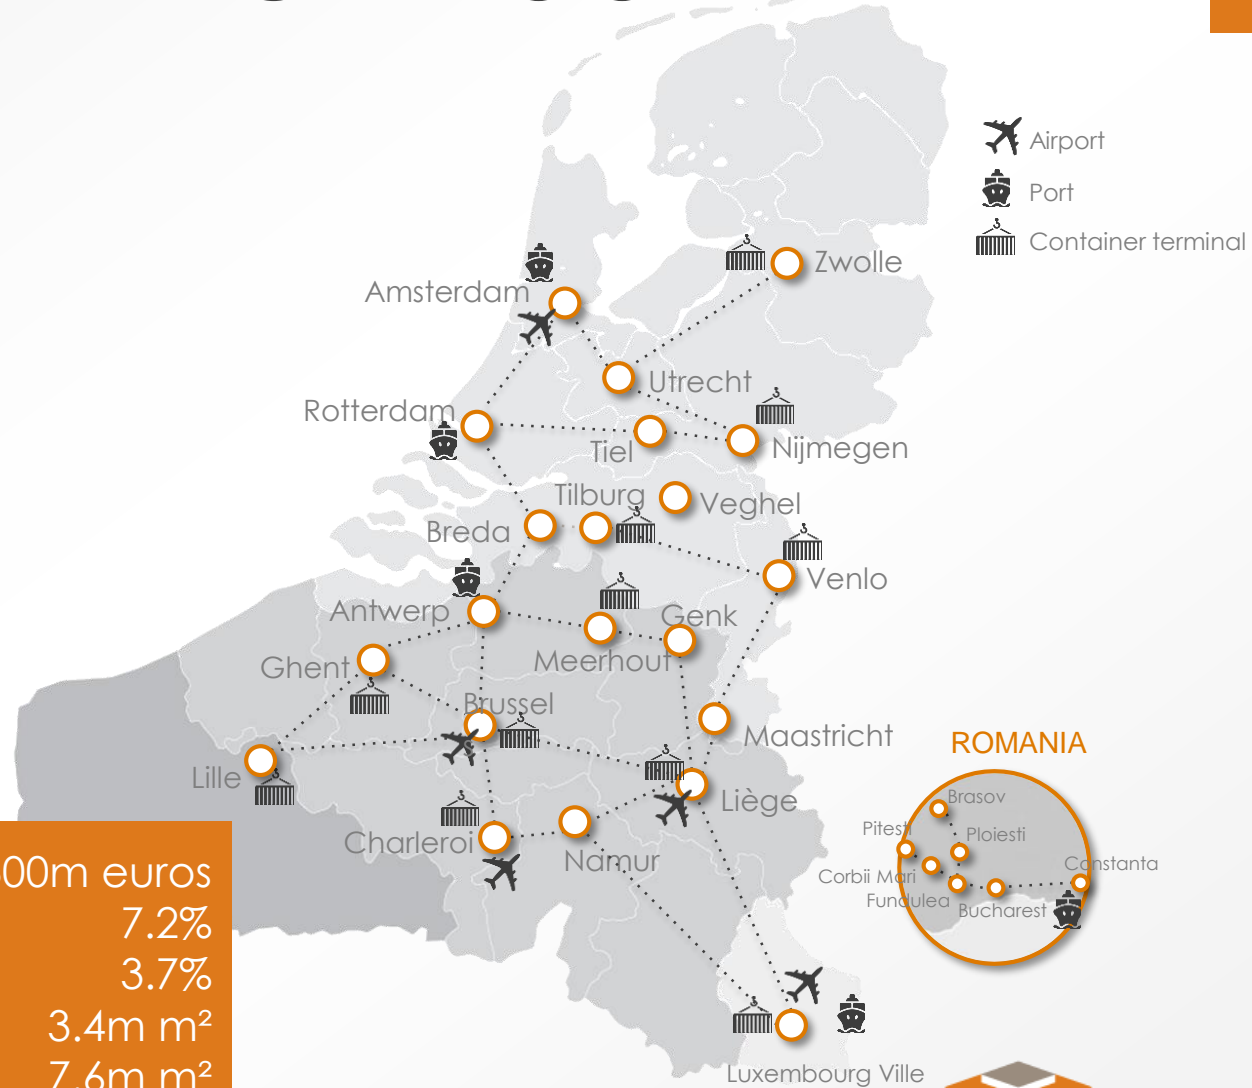 Airport
Port
Container terminal
Zwolle
Amsterdam
Utrecht
Rotterdam
Tiel
Nijmegen
Tilburg
Veghel
Breda
Venlo
Antwerp
Genk
Ghent
Meerhout
Brussel
Maastricht
ROMANIA
Lille
Liège
Brasov
Pitesti
Ploiesti
Charleroi
Namur
Constanta
Corbii Mari
Fundulea
Bucharest
00m euros
7.2%
3.7%
3.4m m²
7.6m m²
Luxembourg Ville